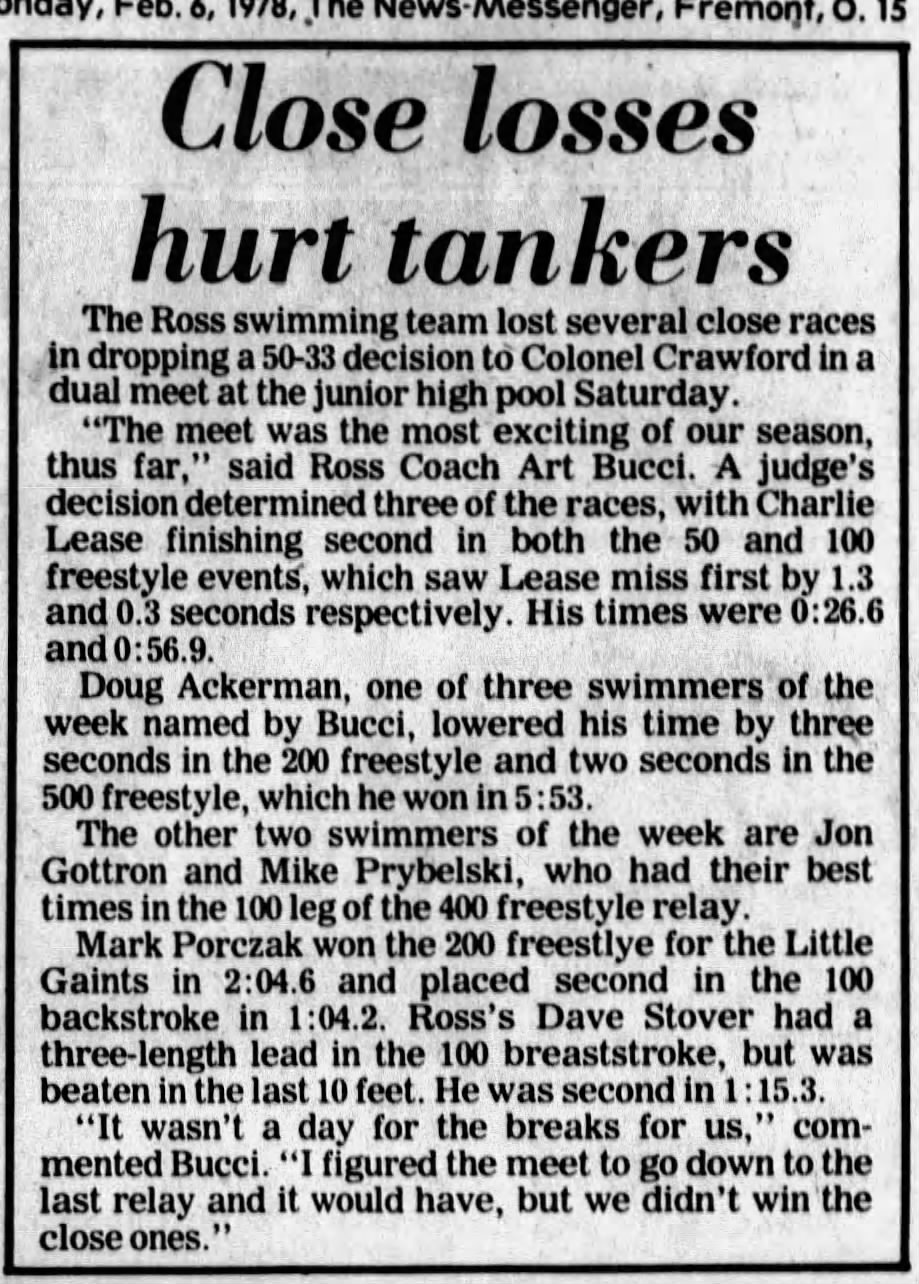 onday, Feb. 6, 1978, The News-Messenger, Fremont, O. 15
Close losses
hurt tankers
The Ross swimming team lost several close races
in dropping a 50-33 decision to Colonel Crawford in a
dual meet at the junior high pool Saturday.
"The meet was the most exciting of our season,
thus far," said Ross Coach Art Bucci. A judge's
decision determined three of the races, with Charlie
Lease finishing second in both the 50 and 100
freestyle events, which saw Lease miss first by 1.3
and 0.3 seconds respectively. His times were 0:26.6
and 0:56.9.
Doug Ackerman, one of three swimmers of the
week named by Bucci, lowered his time by three
seconds in the 200 freestyle and two seconds in the
500 freestyle, which he won in 5:53.
The other two swimmers of the week are Jon
Gottron and Mike Prybelski, who had their best
times in the 100 leg of the 400 freestyle relay.
Mark Porczak won the 200 freestlye for the Little
Gaints in 2:04.6 and placed second in the 100
backstroke in 1:04.2. Ross's Dave Stover had a
three-length lead in the 100 breaststroke, but was
beaten in the last 10 feet. He was second in 1:15.3.
"It wasn't a day for the breaks for us," com-
mented Bucci. "I figured the meet to go down to the
last relay and it would have, but we didn't win the
close ones."